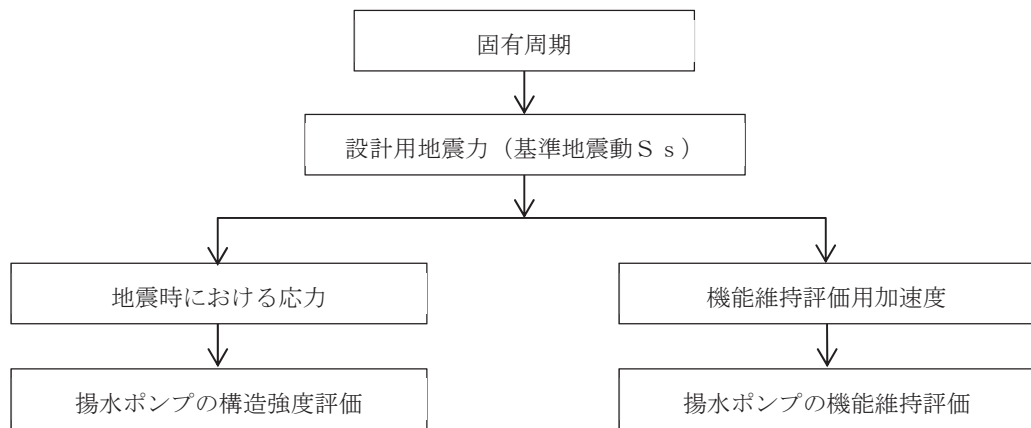 固有周期
設計用地震力（基準地震動Ｓｓ）
地震時における応力
機能維持評価用加速度
揚水ポンプの構造強度評価
揚水ポンプの機能維持評価